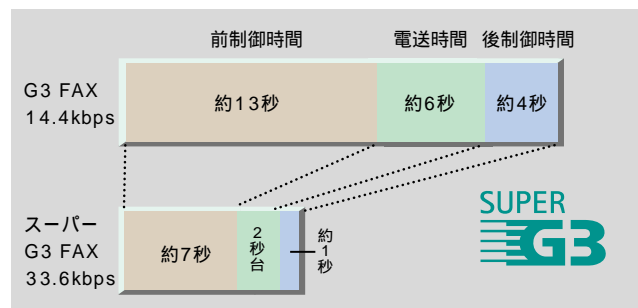 前制御時間 電送時間 後制御時間
G3 FAX
14.4kbps
約13秒 約6秒 約4秒
スーパー
G3 FAX
33.6kbps
約7秒 2秒台 約1秒
SUPER
G3